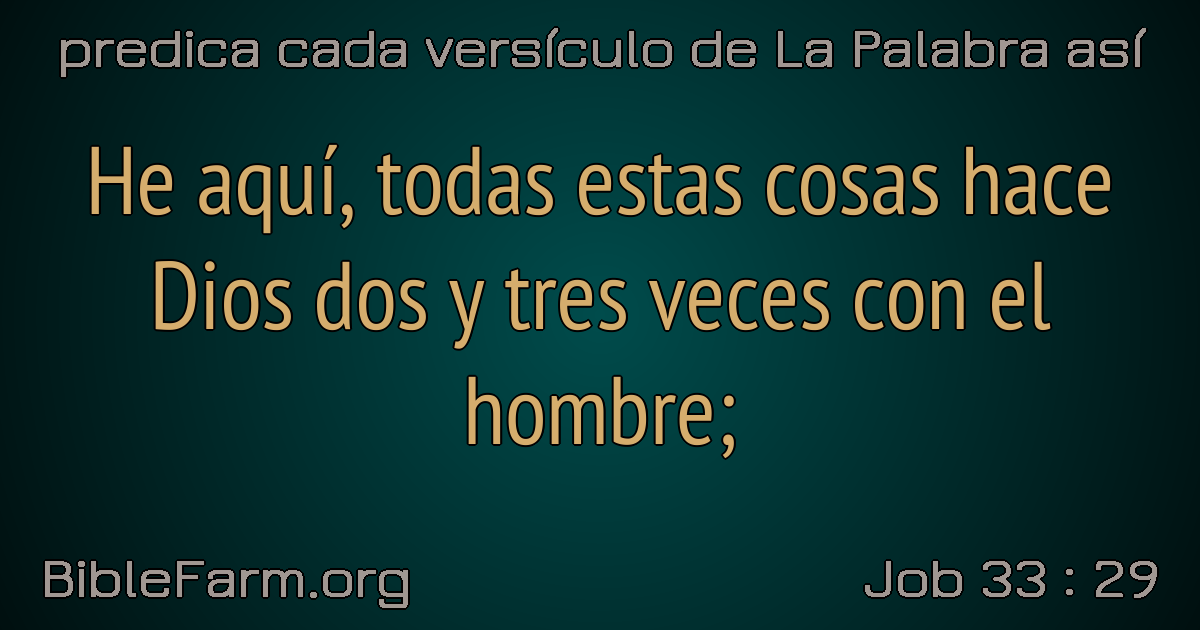 predica cada versículo de La Palabra así
He aquí, todas estas cosas hace
Dios dos y tres veces con el
hombre;
BibleFarm.org
Job 33 : 29